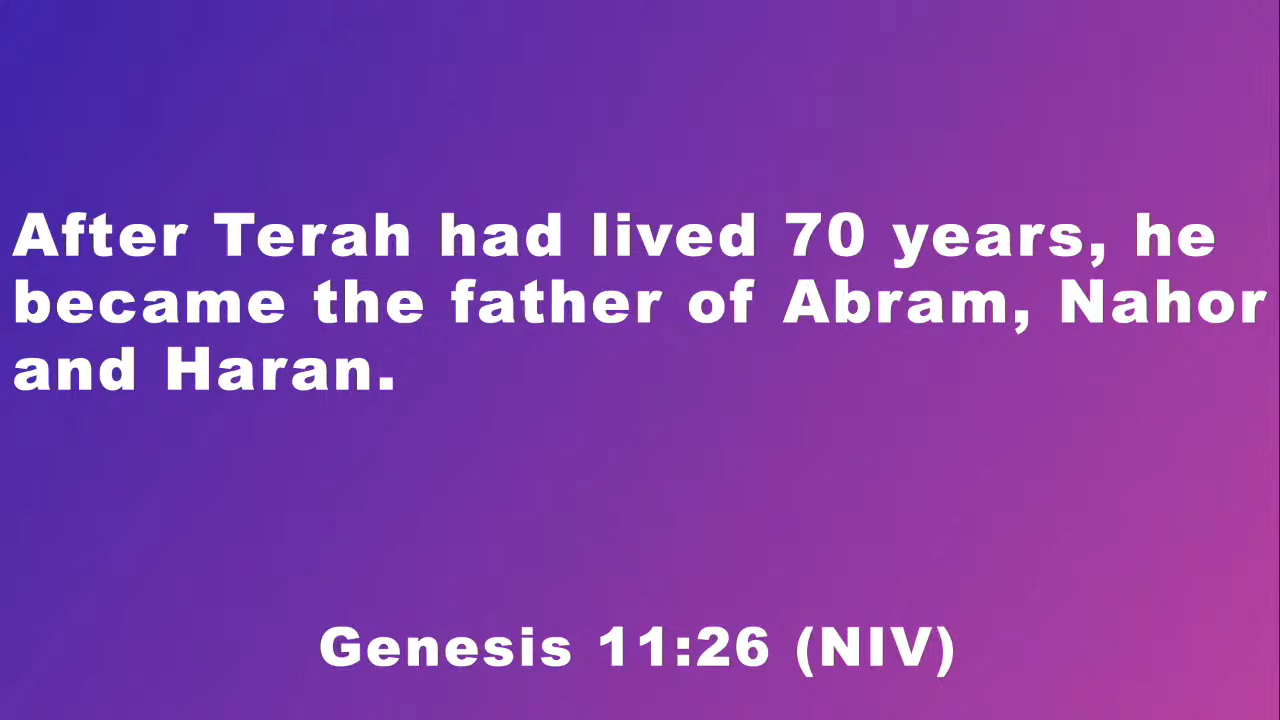 After Terah had lived 70 years, he
became the father of Abram, Nahor
and Haran.
Genesis 11:26 (NIV)